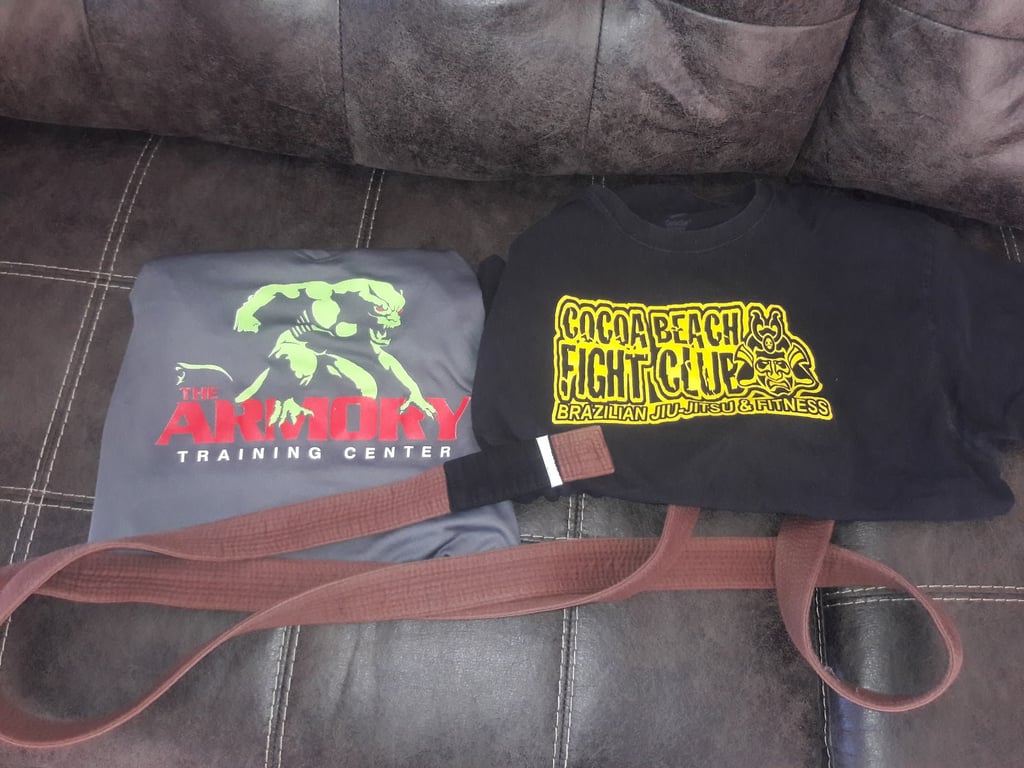 THE
ARMORY
TRAINING CENTER
COCOA BEACH
FIGHT CLUB
BRAZILIAN JIU-JITSU & FITNESS